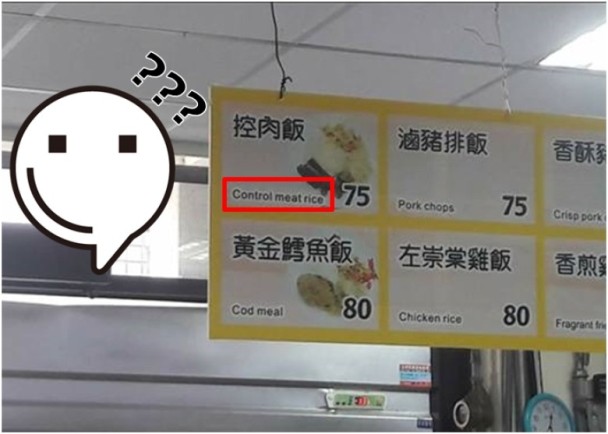 ???
控肉飯
Control meat rice 75
滷豬排飯
Pork chops 75
香酥
Crisp pork
黃金鱈魚飯
Cod meal 80
左崇棠雞飯
Chicken rice 80
香煎
Fragrant